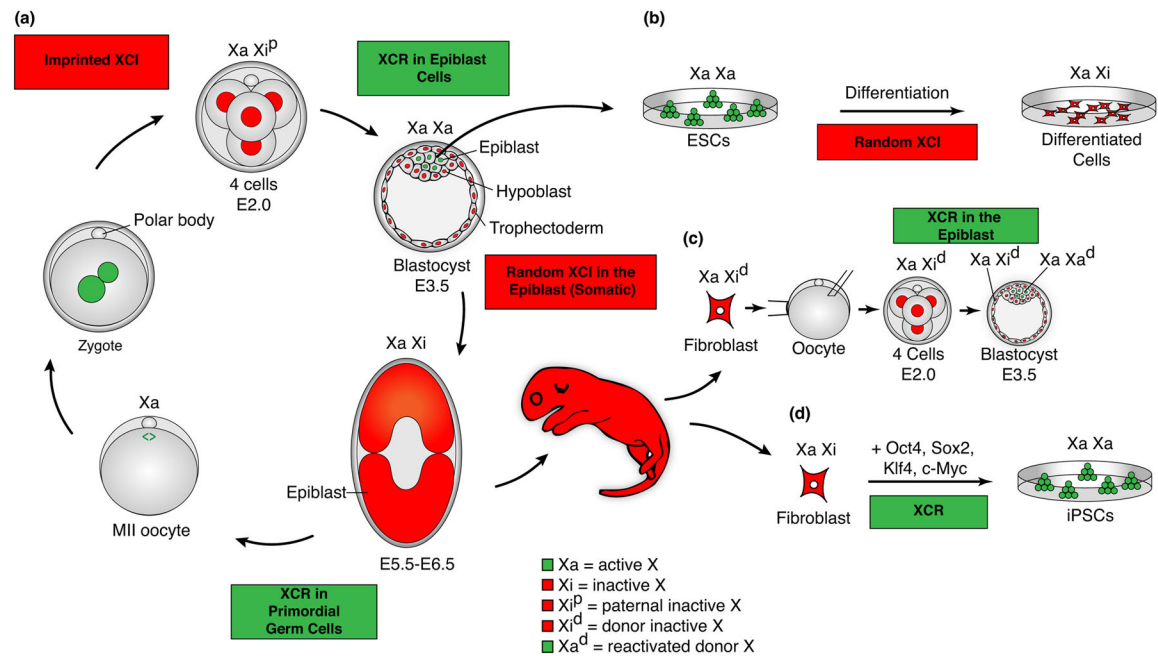 (a)
Imprinted XCI
Xa Xi^p
4 cells
E2.0
XCR in Epiblast
Cells
Xa Xa
Epiblast
Hypoblast
Trophectoderm
Blastocyst
E3.5
Polar body
Zygote
Random XCI in the
Epiblast (Somatic)
Xa Xi
Epiblast
E5.5-E6.5
Xa
MII oocyte
XCR in
Primordial
Germ Cells
(b)
Xa Xa
ESCs
Differentiation
Random XCI
Xa Xi
Differentiated
Cells
(c)
XCR in the
Epiblast
Xa Xi^d
Fibroblast
Oocyte
Xa Xi^d
4 Cells
E2.0
Xa Xi^d
Xa Xa^d
Blastocyst
E3.5
(d)
Xa Xi
Fibroblast
+ Oct4, Sox2,
Klf4, c-Myc
XCR
Xa Xa
iPSCs
Xa = active X
Xi = inactive X
Xi^p = paternal inactive X
Xi^d = donor inactive X
Xa^d = reactivated donor X